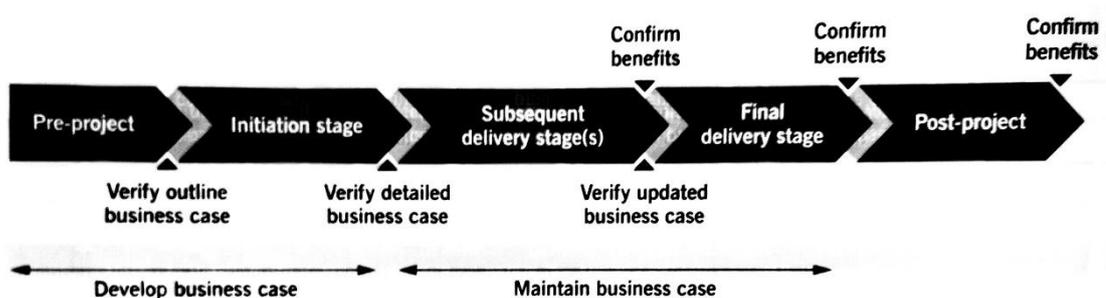 Confirm
benefits
Confirm
benefits
Confirm
benefits
Pre-project
Initiation stage
Subsequent
delivery stage(s)
Final
delivery stage
Post-project
Verify outline
business case
Verify detailed
business case
Verify updated
business case
Develop business case
Maintain business case